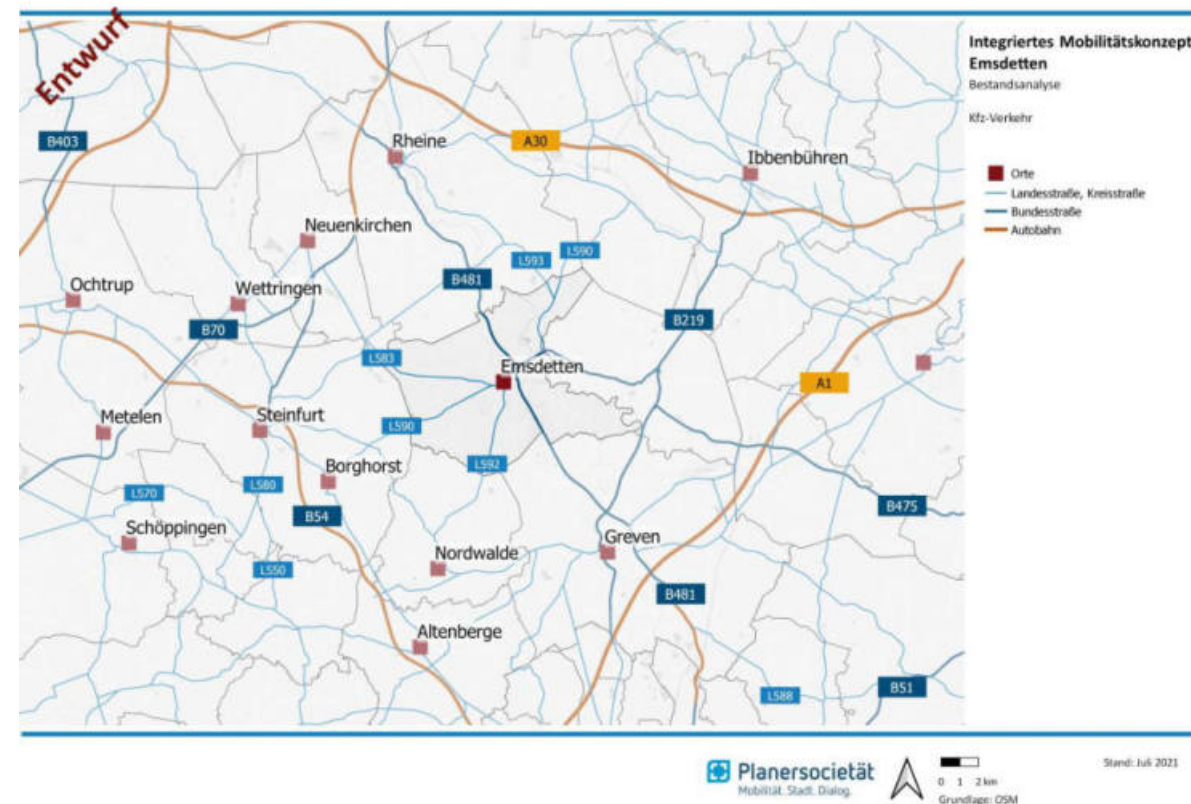 Entwurf
Integriertes Mobilitätskonzept
Emsdetten
Bestandsanalyse
Kfz-Verkehr
Orte
Landesstraße, Kreisstraße
Bundesstraße
Autobahn
B403
Rheine
A30
Ibbenbühren
Neuenkirchen
L593
L590
B481
Ochtrup
Wettringen
B70
B219
L583
Emsdetten
A1
Metelen
Steinfurt
L590
Borghorst
L592
L570
L580
B54
B475
Schöppingen
Greven
Nordwalde
L550
B481
Altenberge
L588
B51
Planersocietät
Mobilität. Stadt. Dialog.
0 1 2 km
Grundlage: OSM
Stand: Juli 2021